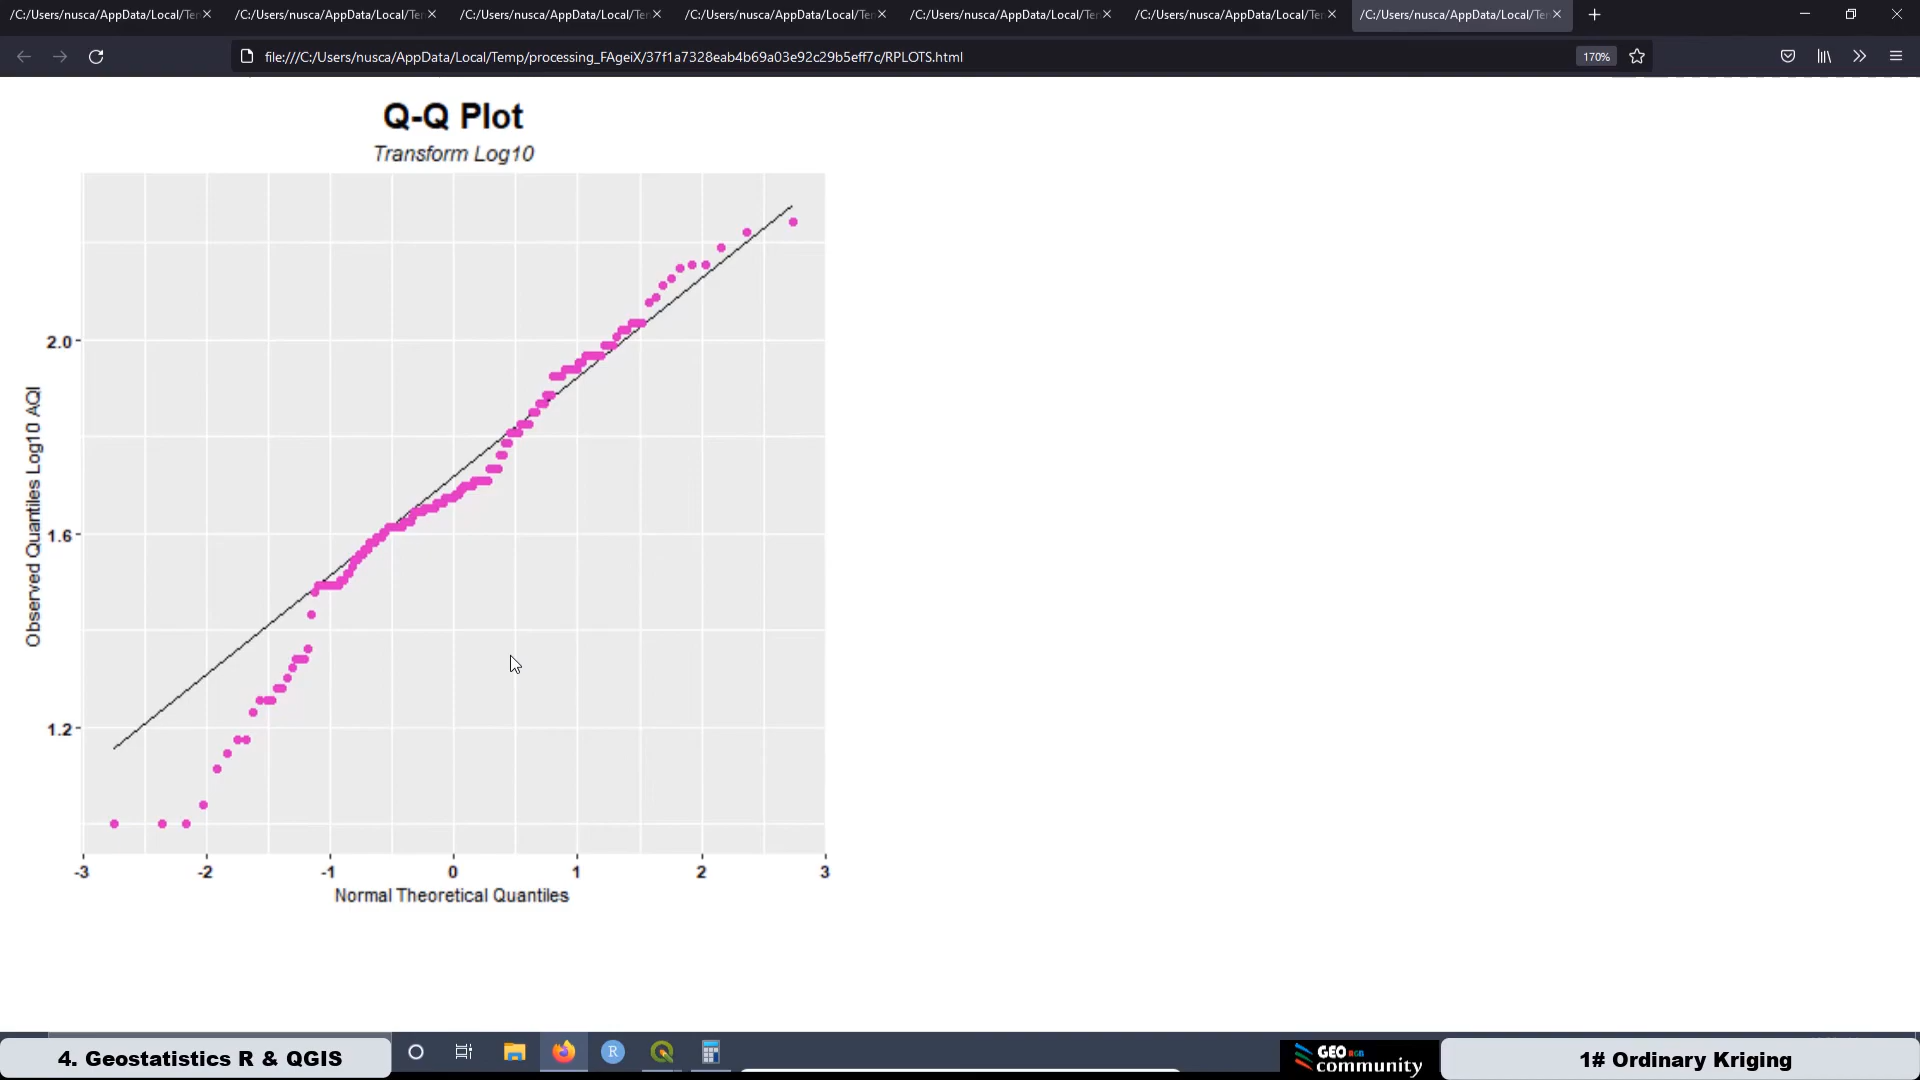 /C:/Users/nusca/AppData/Local/Te
/C:/Users/nusca/AppData/Local/Te
/C:/Users/nusca/AppData/Local/Te
/C:/Users/nusca/AppData/Local/Te
/C:/Users/nusca/AppData/Local/Te
/C:/Users/nusca/AppData/Local/Te
/C:/Users/nusca/AppData/Local/Te
file:///C:/Users/nusca/AppData/Local/Temp/processing_FAgeiX/37f1a7328eab4b69a03e92c29b5eff7c/RPLOTS.html
170%
Q-Q Plot
Transform Log10
Observed Quantiles Log10 AQI
2.0
1.6
1.2
-3 -2 -1 0 1 2 3
Normal Theoretical Quantiles
4. Geostatistics R & QGIS
R
GEO RGB
community
1# Ordinary Kriging